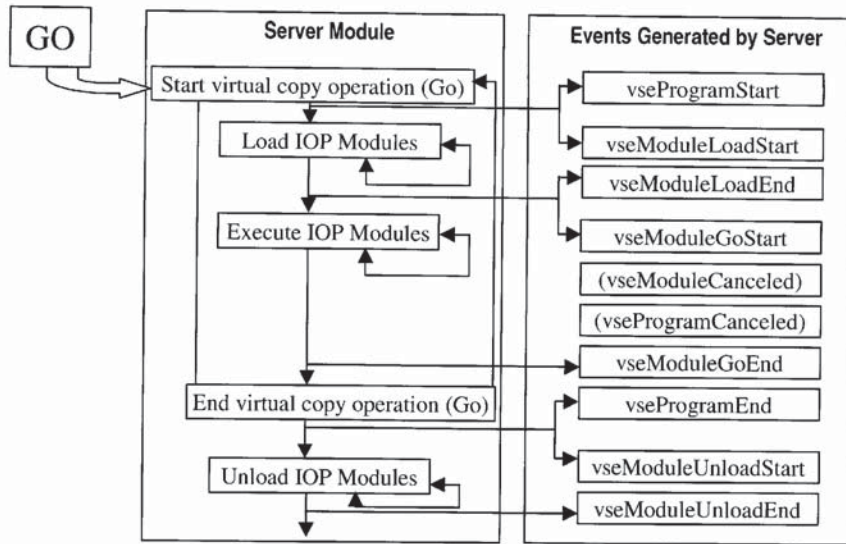 GO
Server Module
Start virtual copy operation (Go)
Load IOP Modules
Execute IOP Modules
End virtual copy operation (Go)
Unload IOP Modules
Events Generated by Server
vseProgramStart
vseModuleLoadStart
vseModuleLoadEnd
vseModuleGoStart
(vseModuleCanceled)
(vseProgramCanceled)
vseModuleGoEnd
vseProgramEnd
vseModuleUnloadStart
vseModuleUnloadEnd